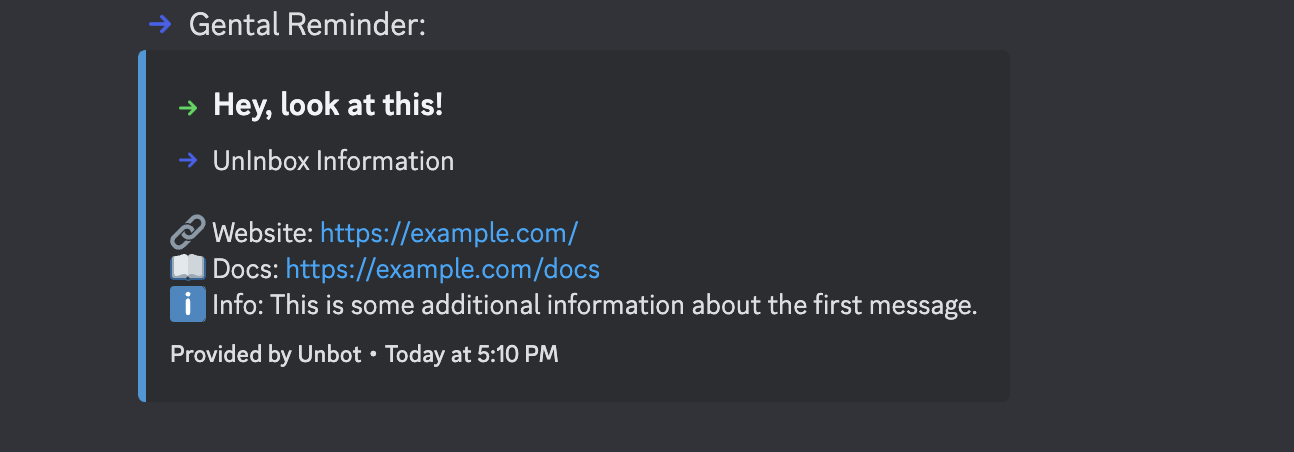 → Gental Reminder:
→ Hey, look at this!
→ UnInbox Information
🔗 Website: https://example.com/
📖 Docs: https://example.com/docs
ℹ️ Info: This is some additional information about the first message.
Provided by Unbot • Today at 5:10 PM